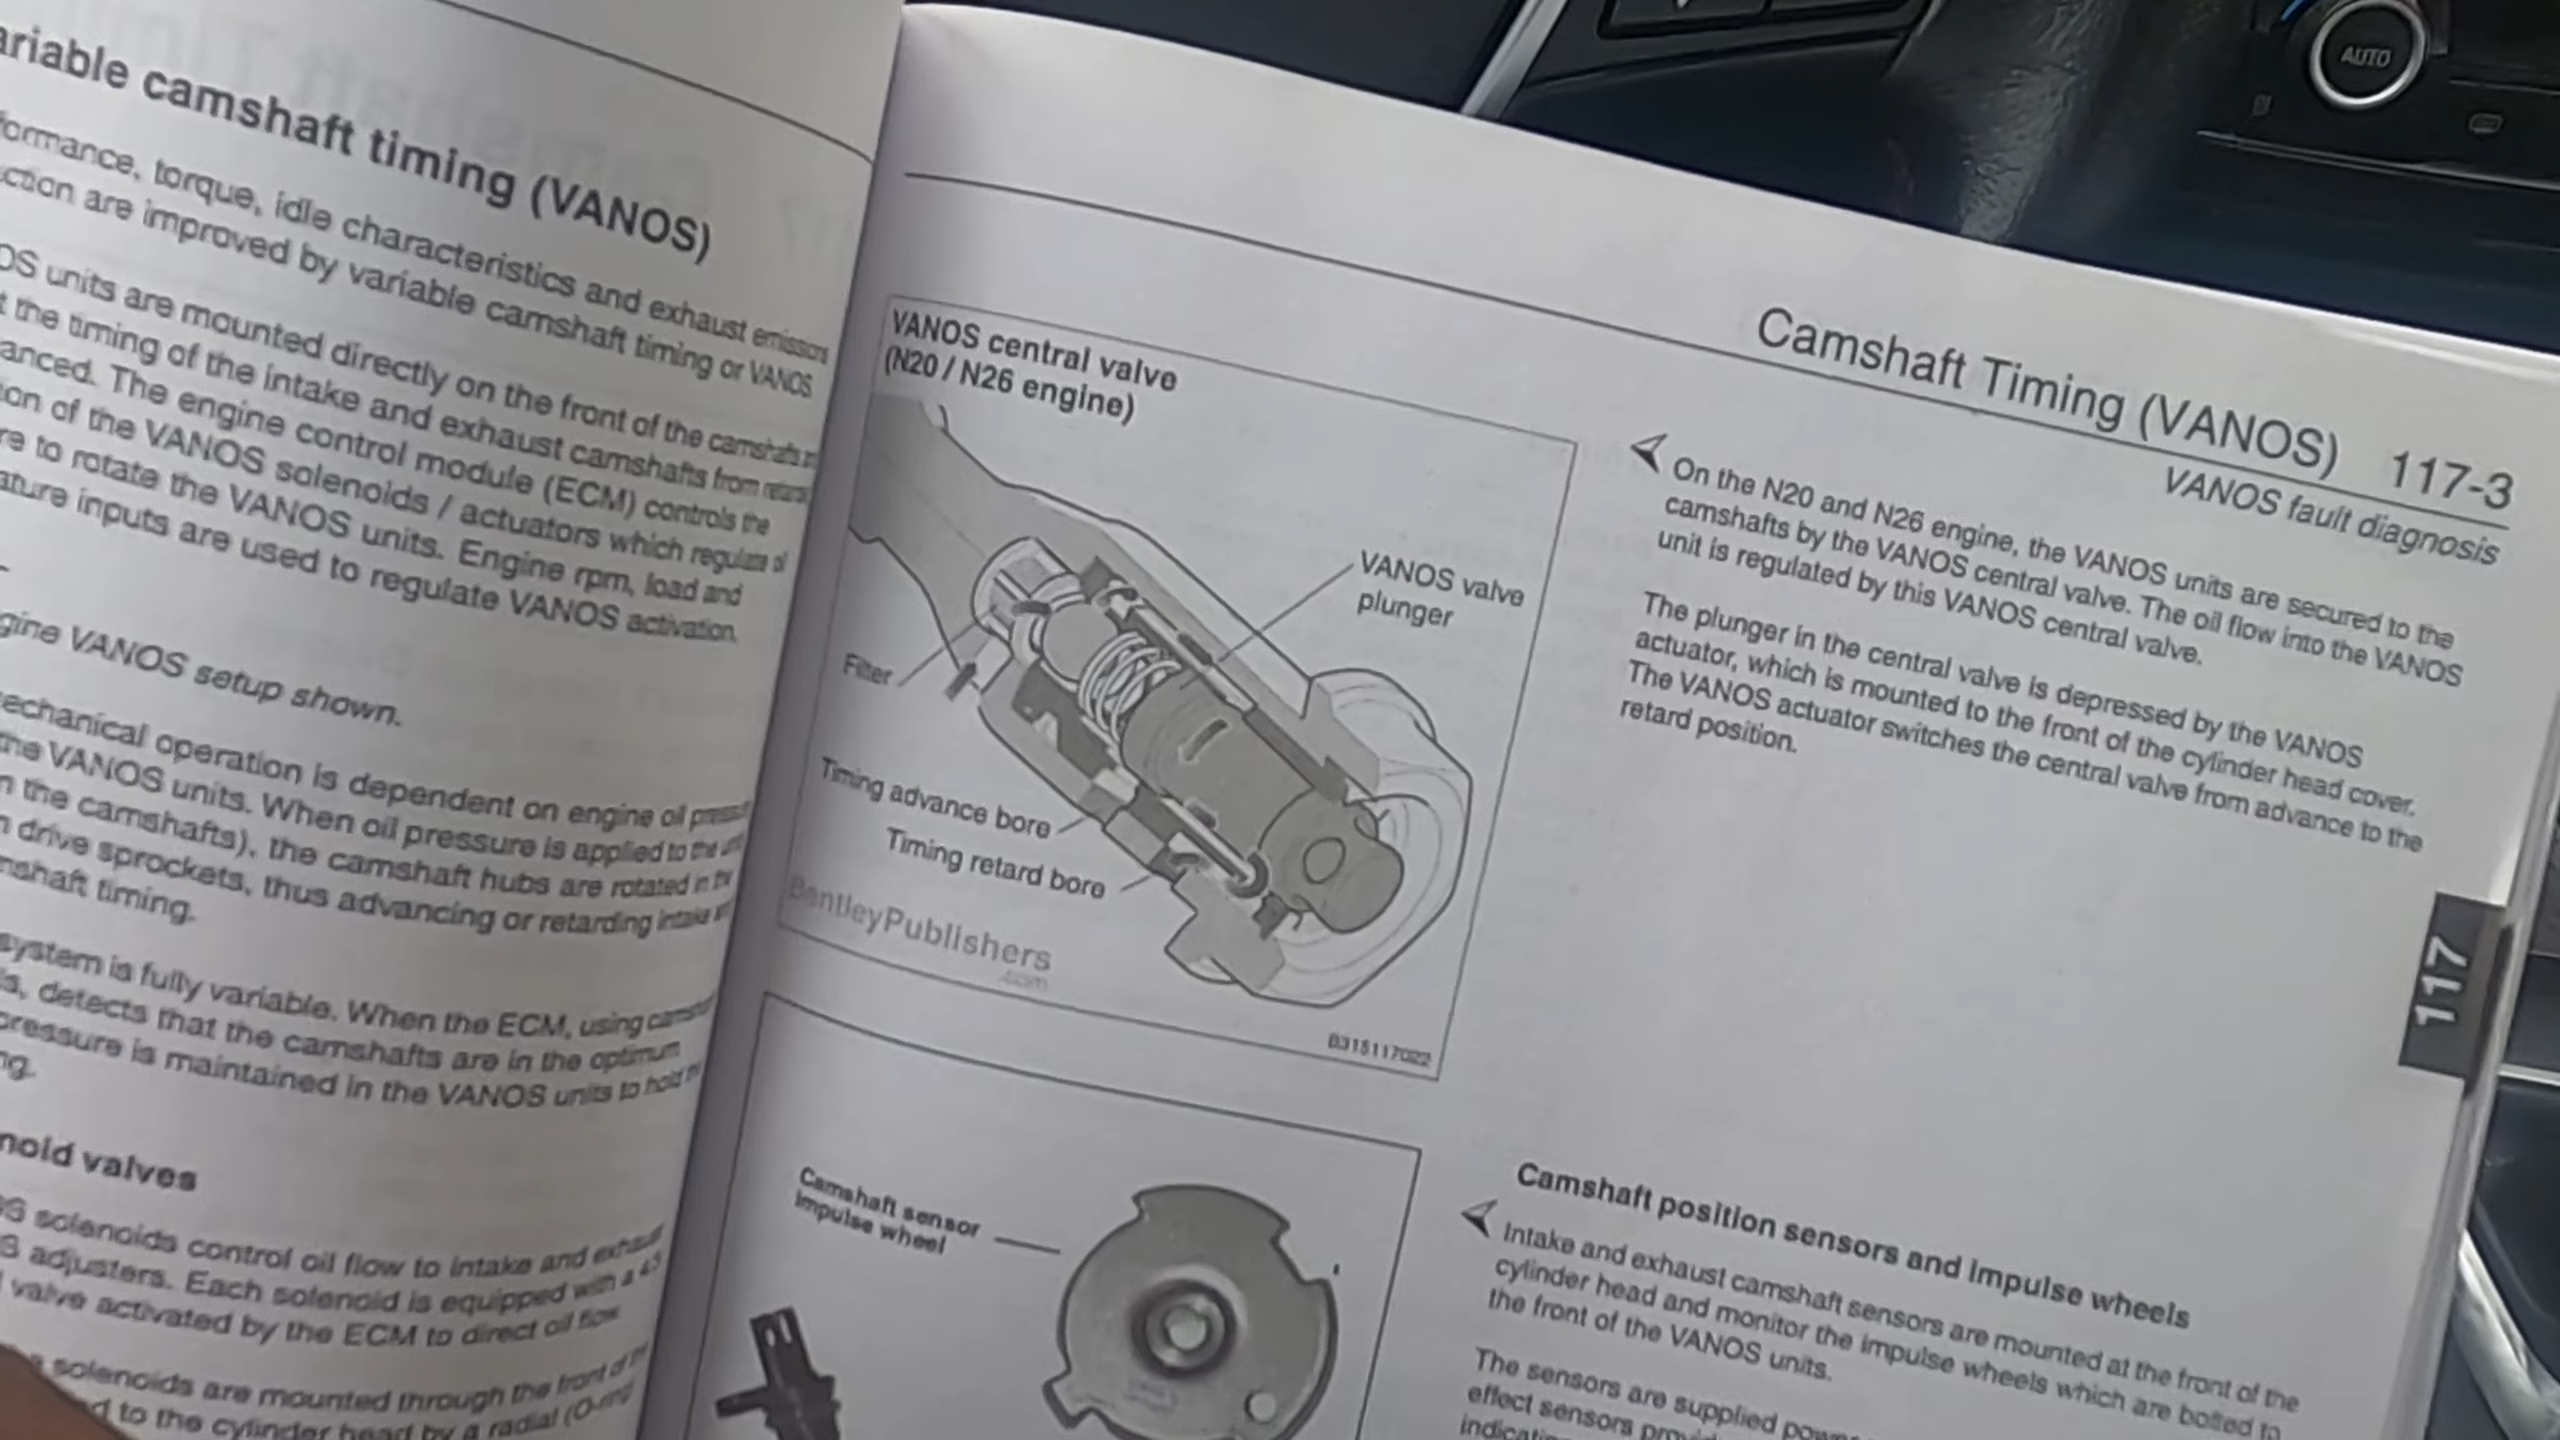 camshaft timing (VANOS)
torque, idle characteristics and exhaust emissions
are improved by variable camshaft timing or VANOS
units are mounted directly on the front of the camshafts
the timing of the intake and exhaust camshafts from
The engine control module (ECM) controls the
of the VANOS solenoids / actuators which regulate
to rotate the VANOS units. Engine rpm, load and
inputs are used to regulate VANOS activation.
VANOS setup shown.
operation is dependent on engine oil
the VANOS units. When oil pressure is applied to the
the camshafts), the camshaft hubs are rotated in the
drive sprockets, thus advancing or retarding intake
timing.
system is fully variable. When the ECM, using
detects that the camshafts are in the optimum
pressure is maintained in the VANOS units to hold
valves
solenoids control oil flow to intake and exhaust
adjusters. Each solenoid is equipped with a
valve activated by the ECM to direct oil flow.
solenoids are mounted through the front of
to the cylinder head by a radial (O-ring
Camshaft Timing (VANOS) 117-3
VANOS fault diagnosis
VANOS central valve
(N20 / N26 engine)
VANOS valve
plunger
Filter
Timing advance bore
Timing retard bore
BentleyPublishers
.com
B315117022
On the N20 and N26 engine, the VANOS units are secured to the
camshafts by the VANOS central valve. The oil flow into the VANOS
unit is regulated by this VANOS central valve.
The plunger in the central valve is depressed by the VANOS
actuator, which is mounted to the front of the cylinder head cover.
The VANOS actuator switches the central valve from advance to the
retard position.
117
Camshaft sensor
impulse wheel
Camshaft position sensors and impulse wheels
Intake and exhaust camshaft sensors are mounted at the front of the
cylinder head and monitor the impulse wheels which are bolted to
the front of the VANOS units.
The sensors are supplied
effect sensors
AUTO